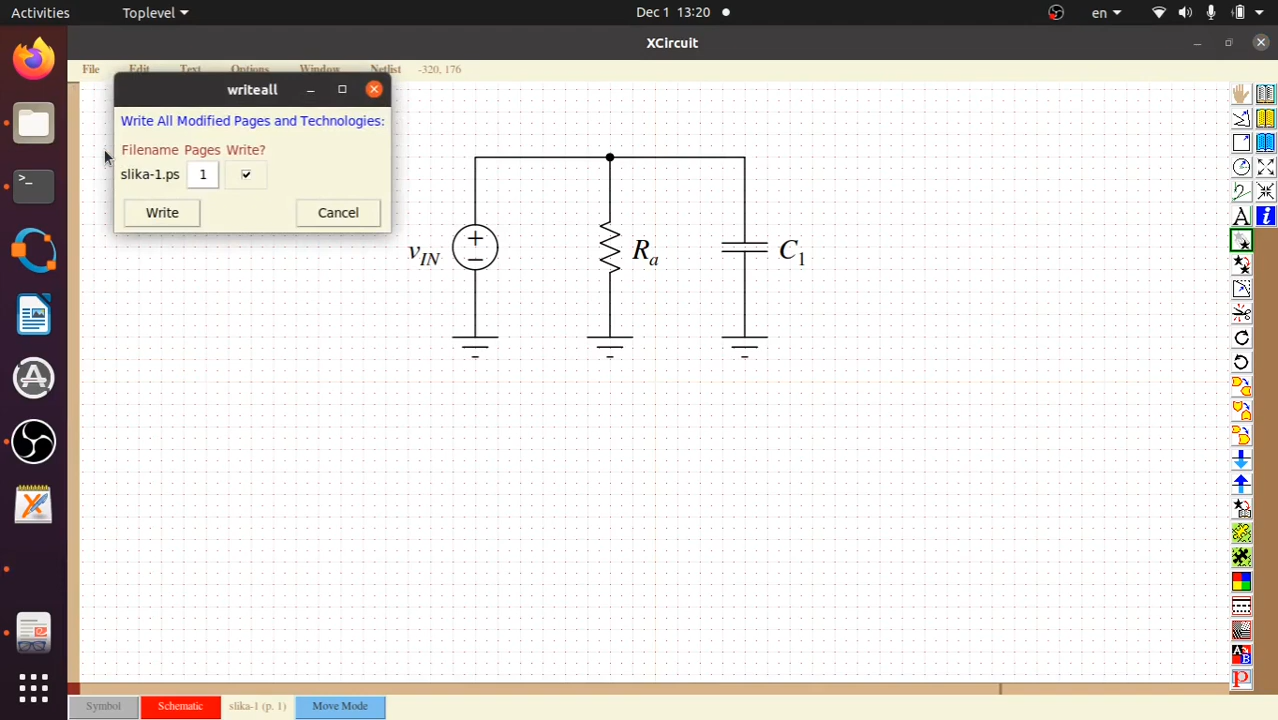 Activities
Toplevel
Dec 1 13:20
en
XCircuit
File Edit Text Options Window Netlist -320, 176
writeall
Write All Modified Pages and Technologies:
Filename Pages Write?
slika-1.ps 1
Write Cancel
vIN
+
−
Ra
C1
A
i
A
B
p
Symbol Schematic slika-1 (p. 1) Move Mode